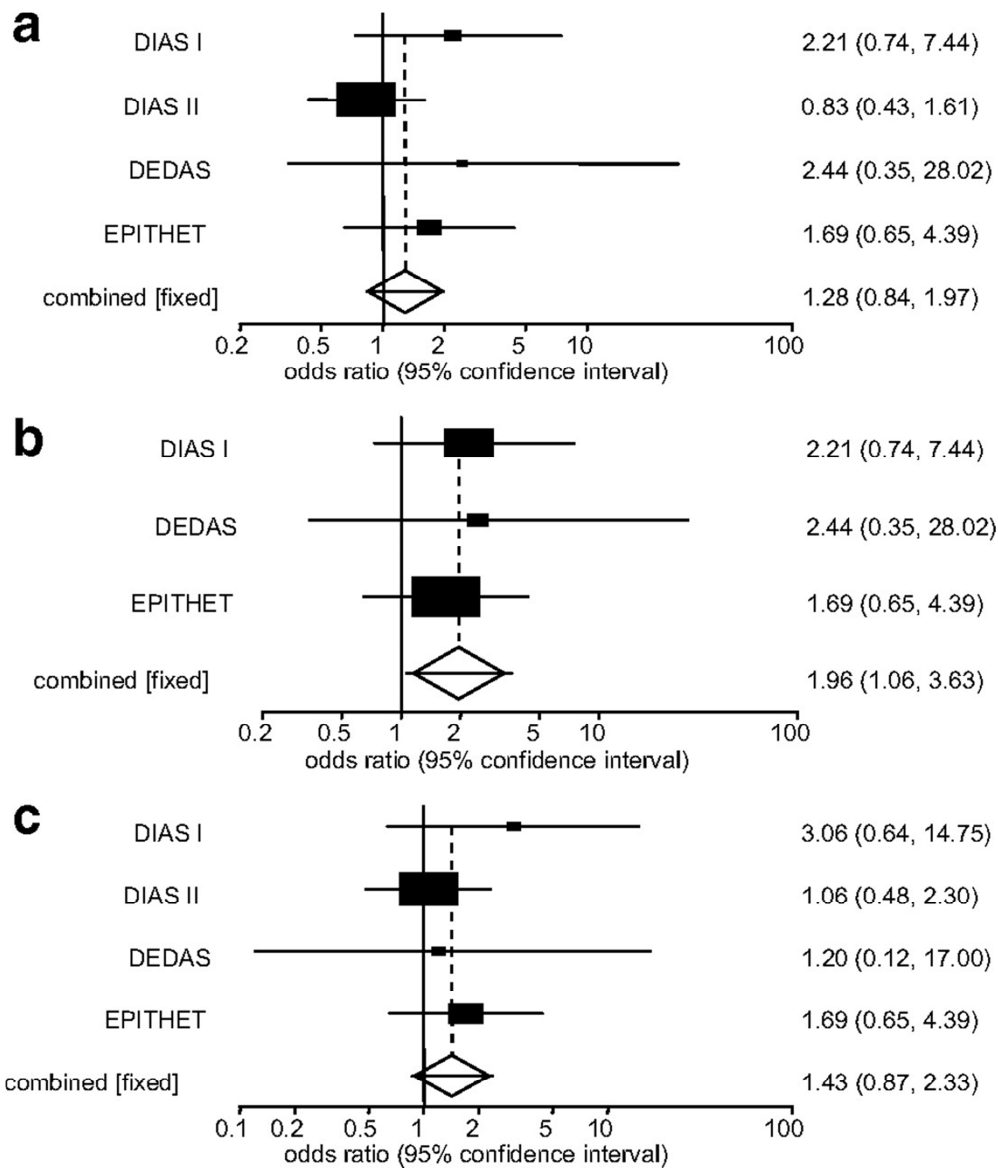 a
DIAS I 2.21 (0.74, 7.44)
DIAS II 0.83 (0.43, 1.61)
DEDAS 2.44 (0.35, 28.02)
EPITHET 1.69 (0.65, 4.39)
combined [fixed] 1.28 (0.84, 1.97)
0.2 0.5 1 2 5 10 100
odds ratio (95% confidence interval)
b
DIAS I 2.21 (0.74, 7.44)
DEDAS 2.44 (0.35, 28.02)
EPITHET 1.69 (0.65, 4.39)
combined [fixed] 1.96 (1.06, 3.63)
0.2 0.5 1 2 5 10 100
odds ratio (95% confidence interval)
c
DIAS I 3.06 (0.64, 14.75)
DIAS II 1.06 (0.48, 2.30)
DEDAS 1.20 (0.12, 17.00)
EPITHET 1.69 (0.65, 4.39)
combined [fixed] 1.43 (0.87, 2.33)
0.1 0.2 0.5 1 2 5 10 100
odds ratio (95% confidence interval)